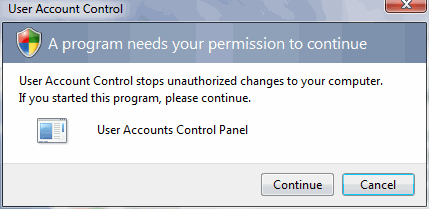 User Account Control
A program needs your permission to continue
User Account Control stops unauthorized changes to your computer.
If you started this program, please continue.
User Accounts Control Panel
Continue
Cancel